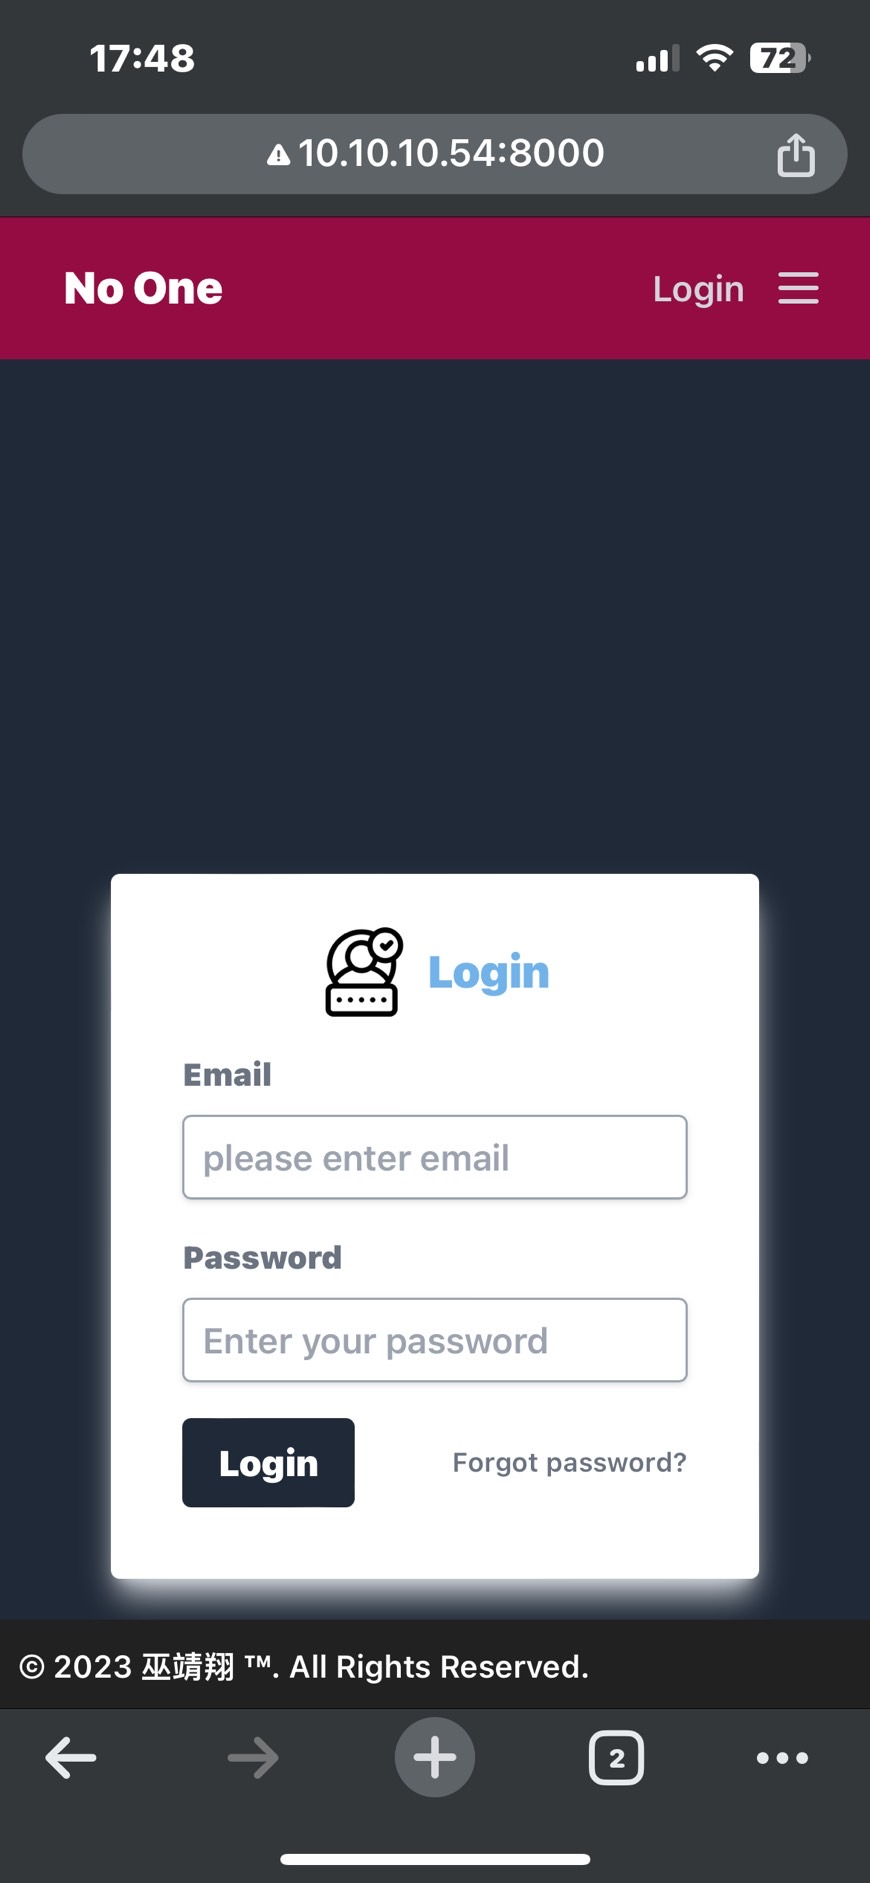 17:48
72
10.10.10.54:8000
No One
Login
Login
Email
please enter email
Password
Enter your password
Login
Forgot password?
© 2023 巫靖翔 ™. All Rights Reserved.
2